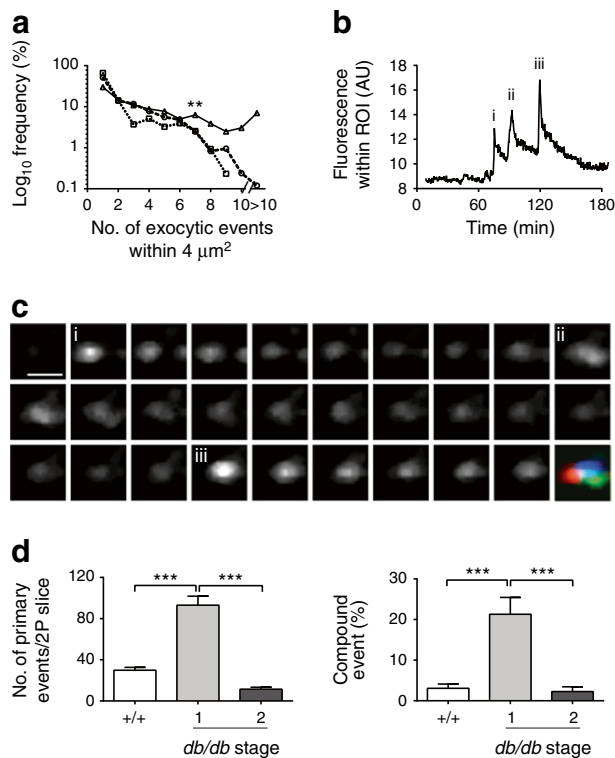 a
Log10 frequency (%)
100
10
1
0.1
**
0 2 4 6 8 10 >10
No. of exocytic events
within 4 μm2
b
Fluorescence
within ROI (AU)
18
16
14
12
10
8
i
ii
iii
0 60 120 180
Time (min)
c
i
ii
iii
d
No. of primary
events/2P slice
120
80
40
0
*** ***
+/+ 1 2
db/db stage
Compound
event (%)
30
20
10
0
*** ***
+/+ 1 2
db/db stage